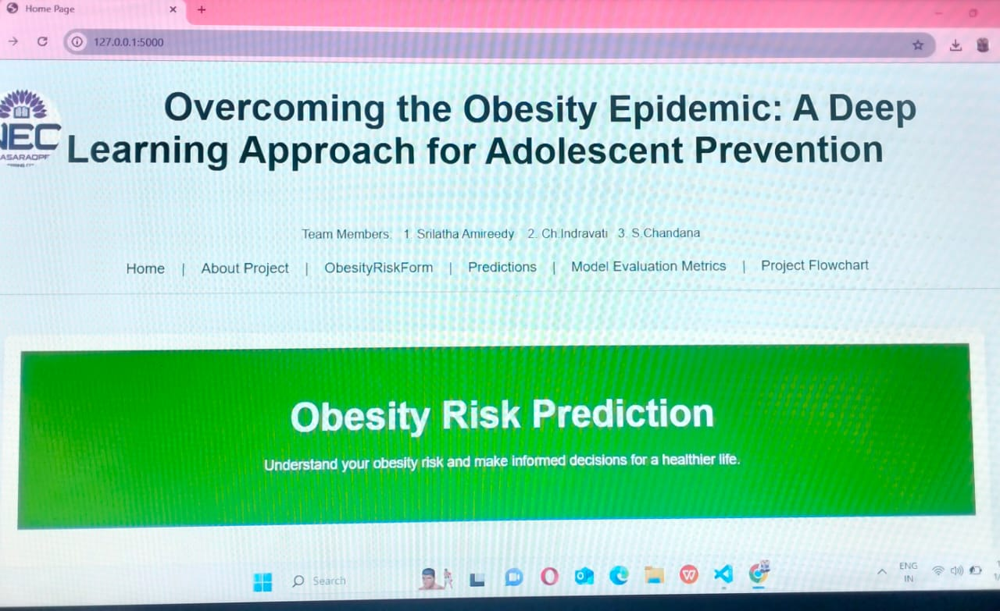 Home Page
127.0.0.1:5000
Overcoming the Obesity Epidemic: A Deep
Learning Approach for Adolescent Prevention
Team Members: 1. Srilatha Amireedy 2. Ch.Indravati 3. S.Chandana
Home | About Project | ObesityRiskForm | Predictions | Model Evaluation Metrics | Project Flowchart
Obesity Risk Prediction
Understand your obesity risk and make informed decisions for a healthier life.
Search
ENG
IN